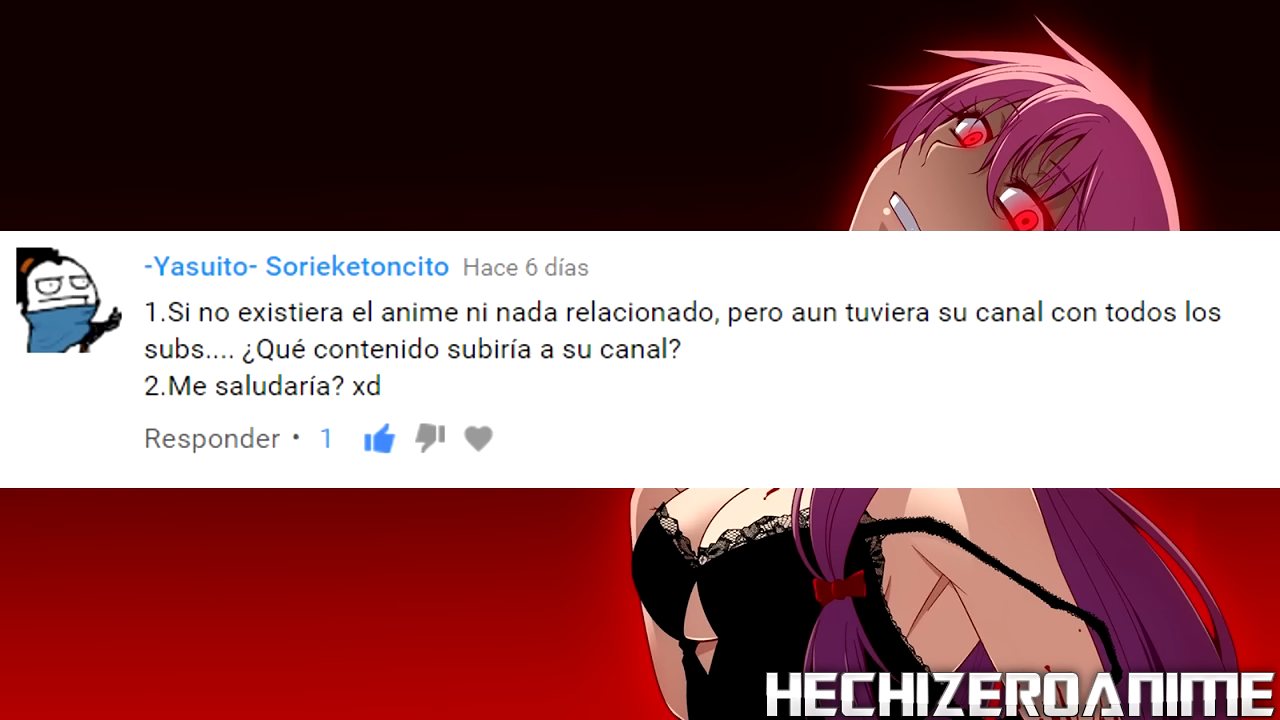 -Yasuito- Sorieketoncito Hace 6 días
1.Si no existiera el anime ni nada relacionado, pero aun tuviera su canal con todos los
subs.... ¿Qué contenido subiría a su canal?
2.Me saludaría? xd
Responder • 1
HECHIZEROANIME